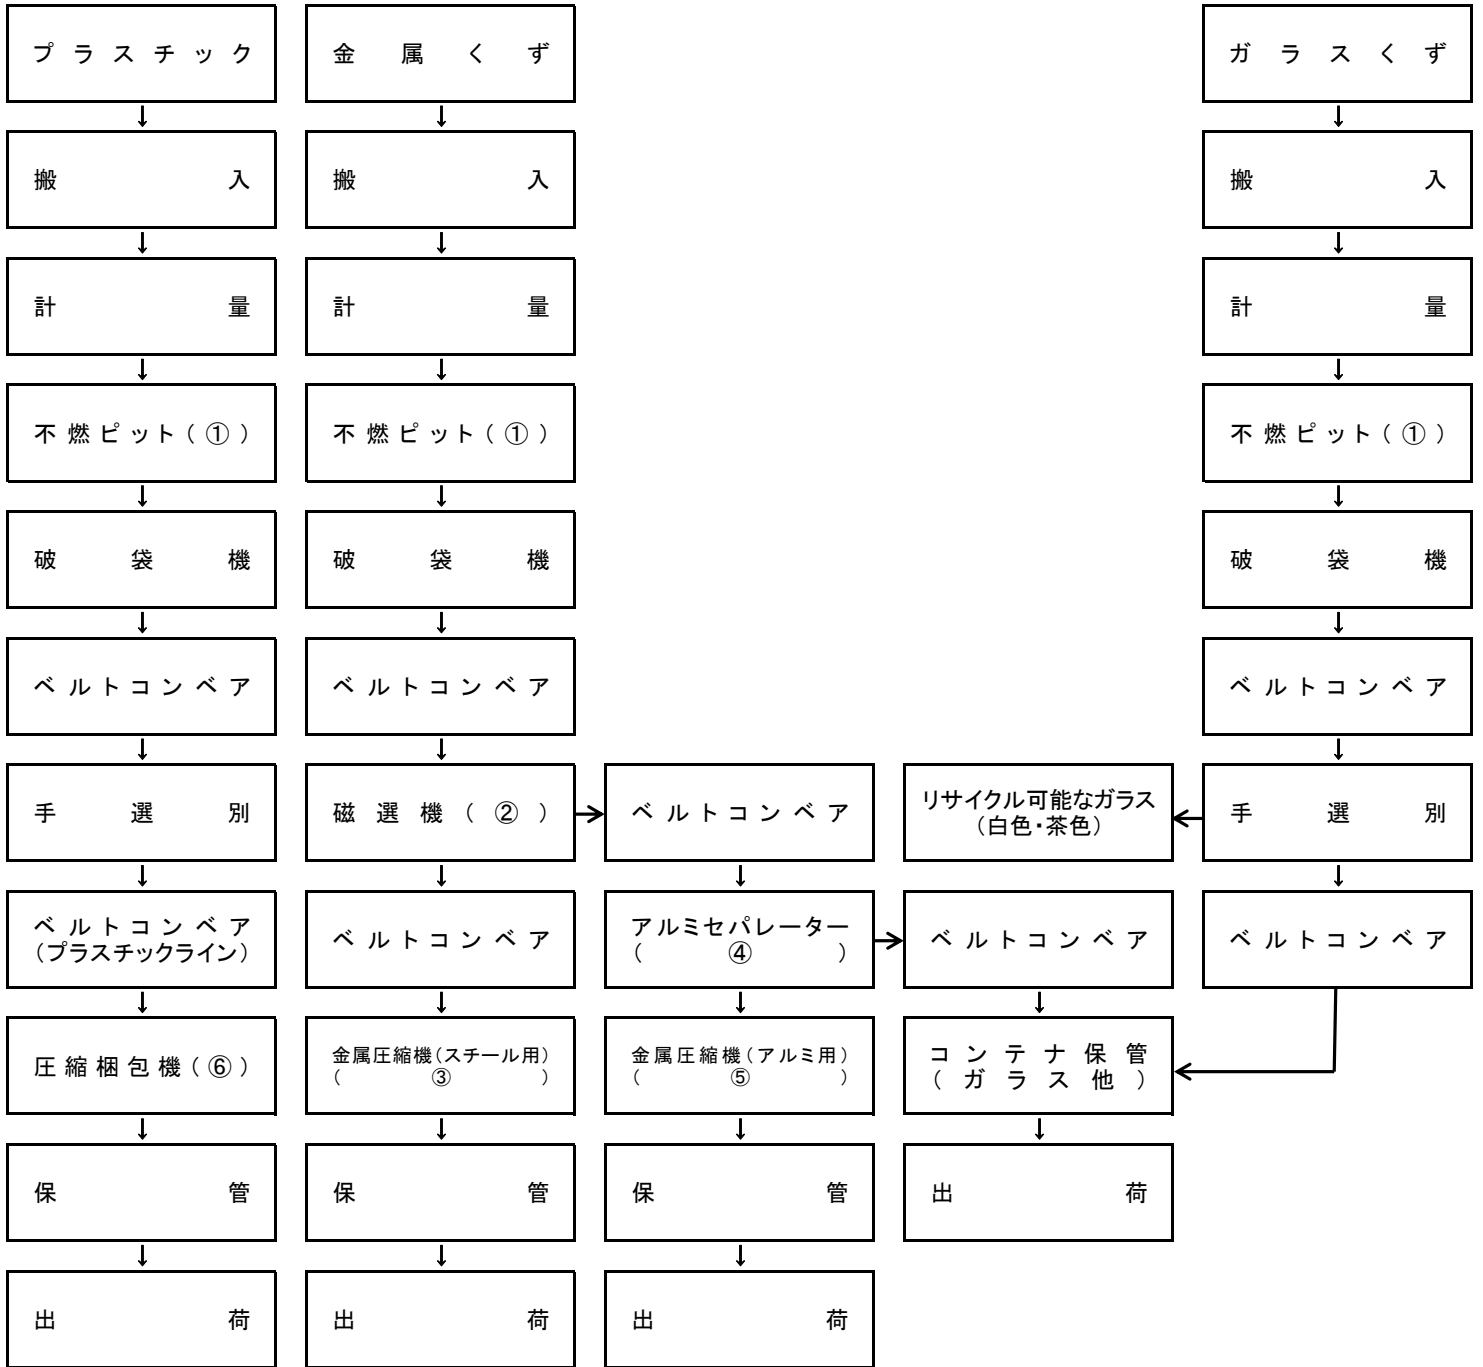 プラスチック
搬入
計量
不燃ピット(①)
破袋機
ベルトコンベア
手選別
ベルトコンベア
(プラスチックライン)
圧縮梱包機(⑥)
保管
出荷
金属くず
搬入
計量
不燃ピット(①)
破袋機
ベルトコンベア
磁選機(②)
ベルトコンベア
金属圧縮機(スチール用)
(③)
保管
出荷
ベルトコンベア
アルミセパレーター
(④)
金属圧縮機(アルミ用)
(⑤)
保管
出荷
リサイクル可能なガラス
(白色・茶色)
ベルトコンベア
コンテナ保管
(ガラス他)
出荷
ガラスくず
搬入
計量
不燃ピット(①)
破袋機
ベルトコンベア
手選別
ベルトコンベア